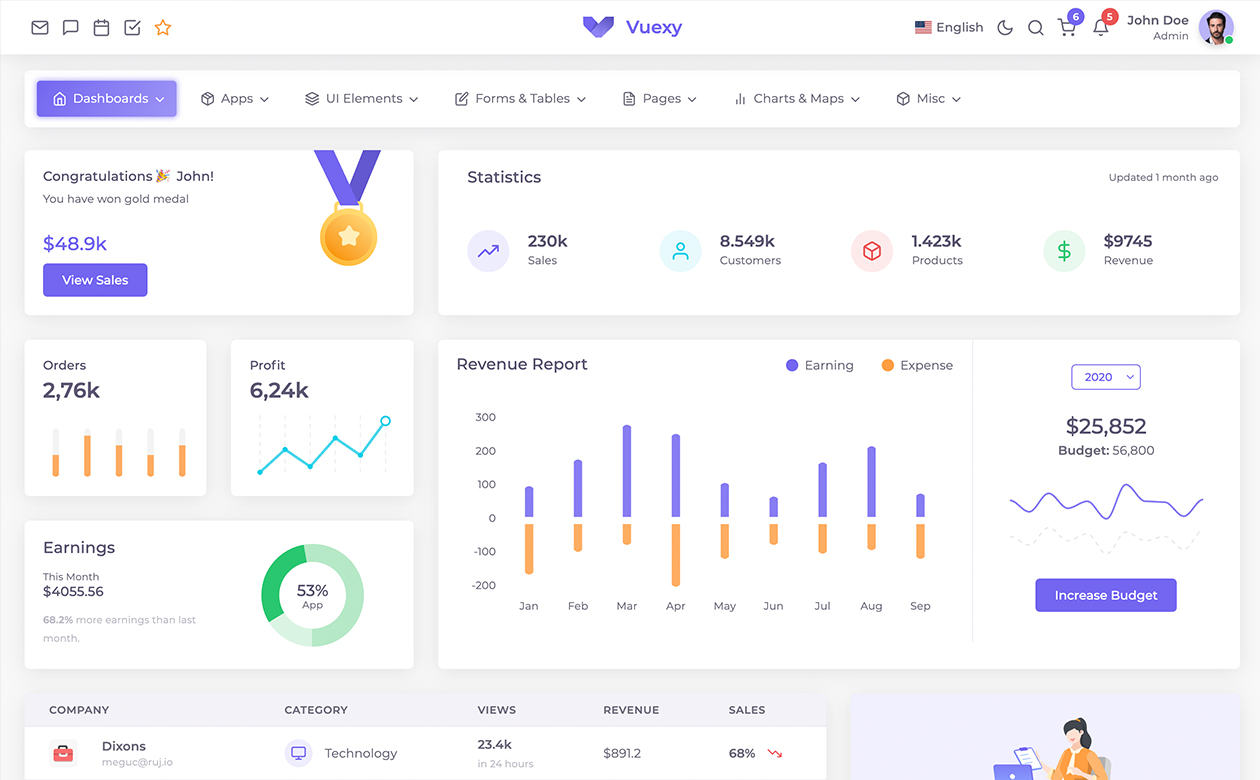 Vuexy
English
6
5
John Doe
Admin
Dashboards
Apps
UI Elements
Forms & Tables
Pages
Charts & Maps
Misc
Congratulations 🎉 John!
You have won gold medal
$48.9k
View Sales
Statistics
Updated 1 month ago
230k
Sales
8.549k
Customers
1.423k
Products
$9745
Revenue
Orders
2,76k
Profit
6,24k
Revenue Report
Earning
Expense
300
200
100
0
-100
-200
Jan Feb Mar Apr May Jun Jul Aug Sep
2020
$25,852
Budget: 56,800
Increase Budget
Earnings
This Month
$4055.56
68.2% more earnings than last
month.
53%
App
COMPANY CATEGORY VIEWS REVENUE SALES
Dixons
meguc@ruj.io
Technology
23.4k
in 24 hours
$891.2
68%